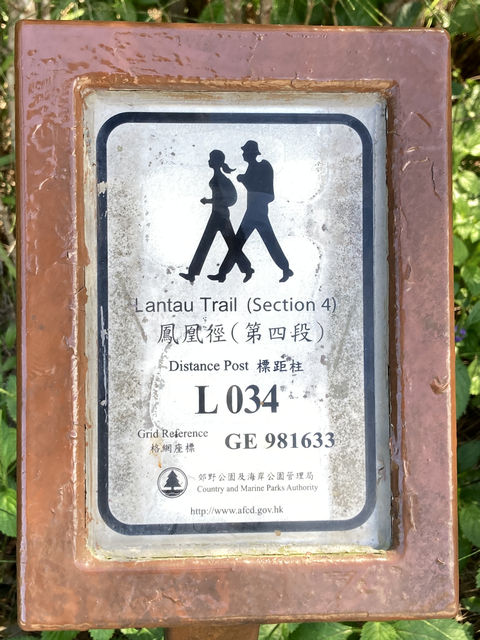 Lantau Trail (Section 4)
鳳凰徑(第四段)
Distance Post 標距柱
L 034
Grid Reference
格網座標
GE 981633
郊野公園及海岸公園管理局
Country and Marine Parks Authority
http://www.afcd.gov.hk